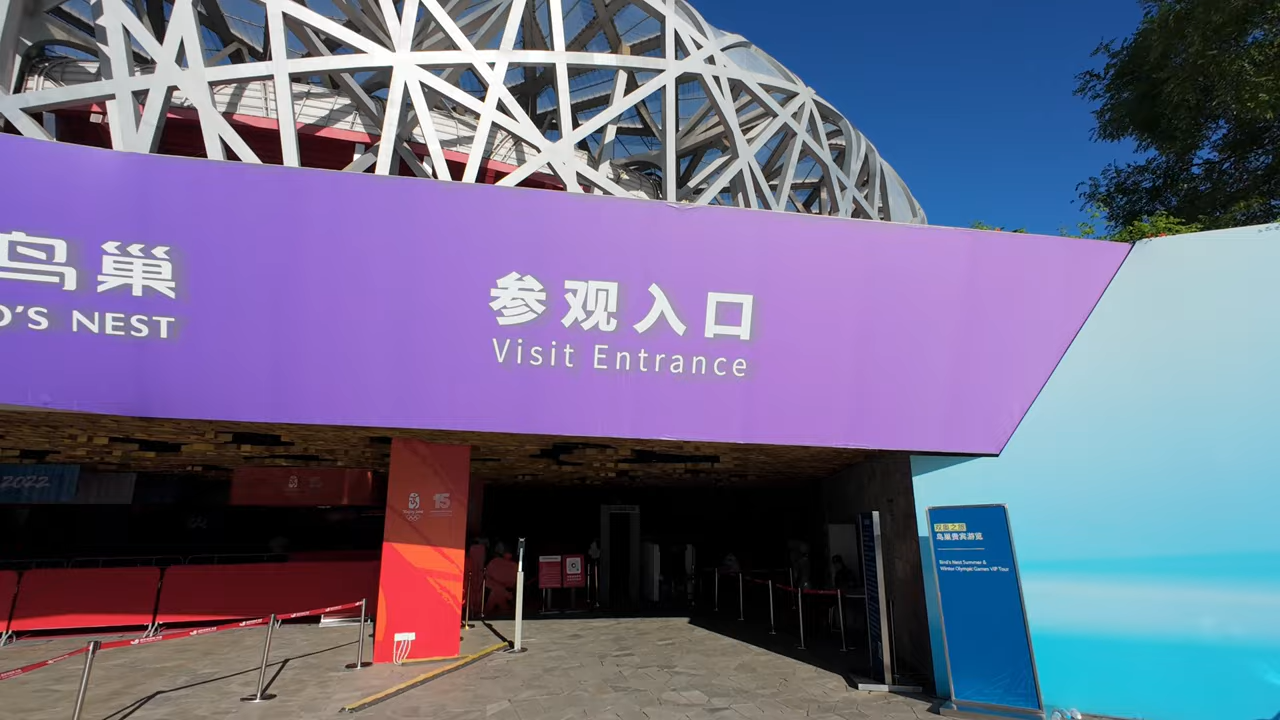 鸟巢
D'S NEST
参观入口
Visit Entrance
2022
15
鸟巢贵宾游览
Bird's Nest Summer &
Winter Olympic Games VIP Tour